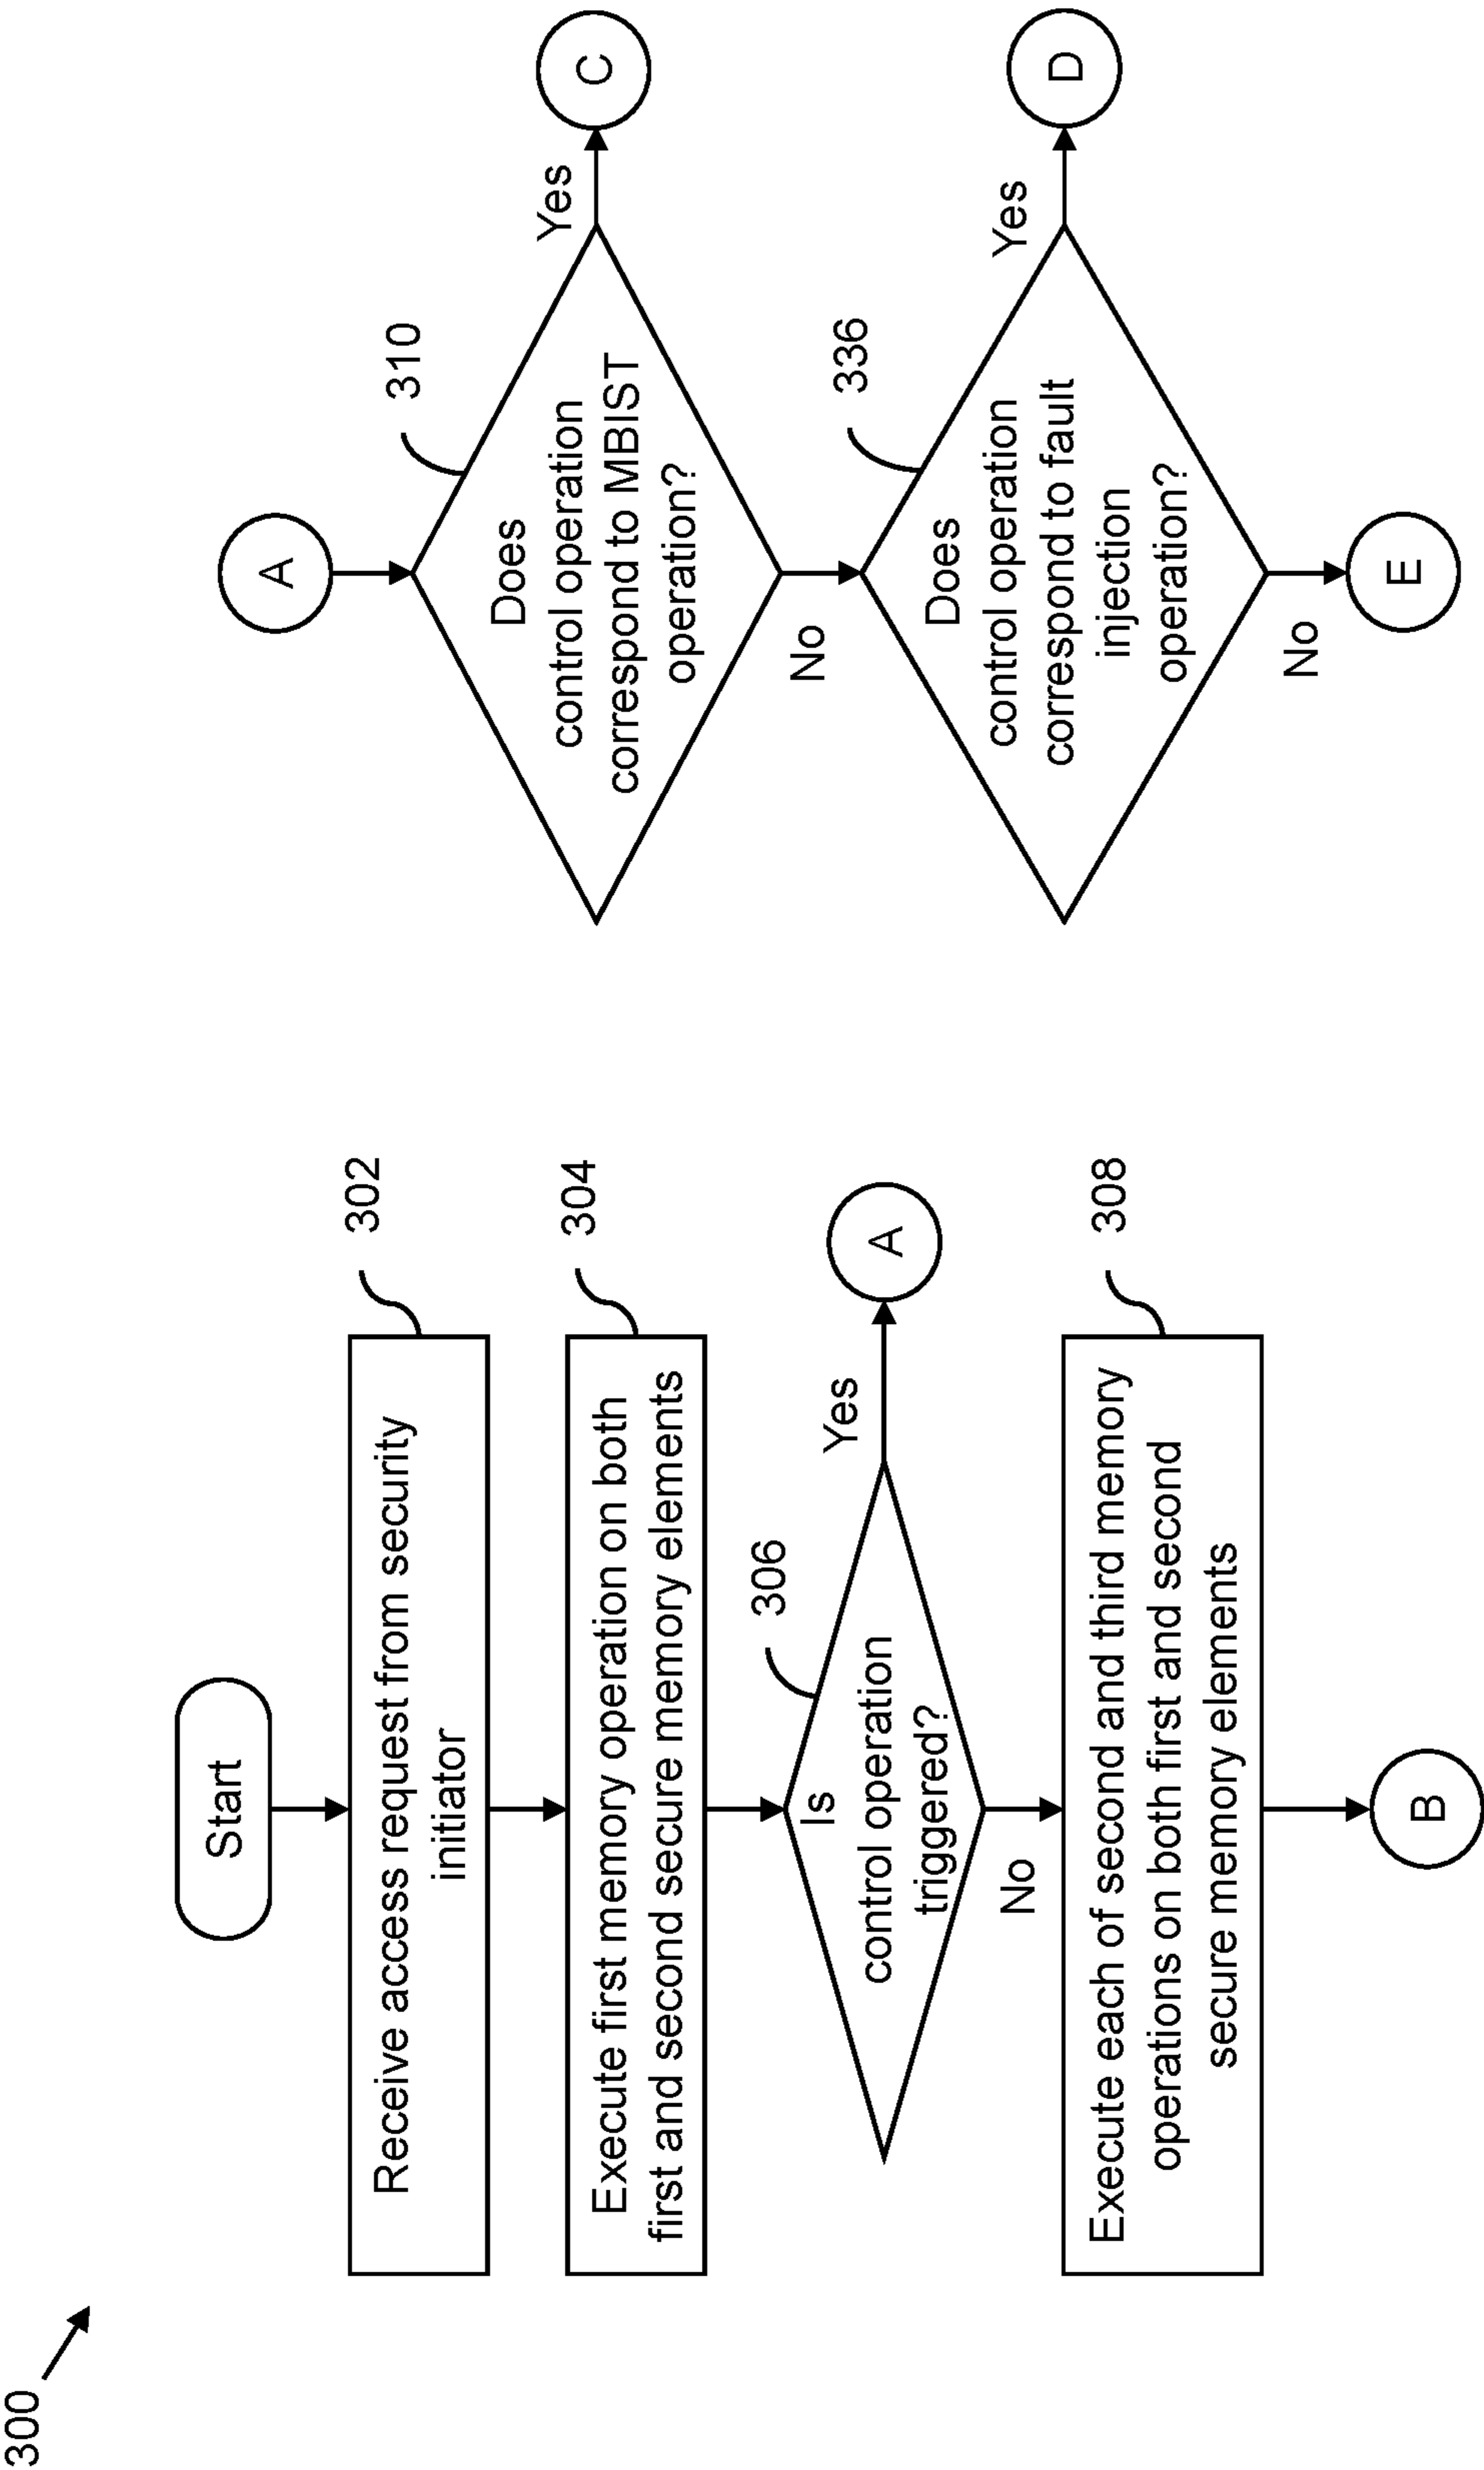 300
Start
302
Receive access request from security
initiator
304
Execute first memory operation on both
first and second secure memory elements
306
Is
control operation
triggered?
Yes
A
No
308
Execute each of second and third memory
operations on both first and second
secure memory elements
B
A
310
Does
control operation
correspond to MBIST
operation?
Yes
C
No
336
Does
control operation
correspond to fault
injection
operation?
Yes
D
No
E